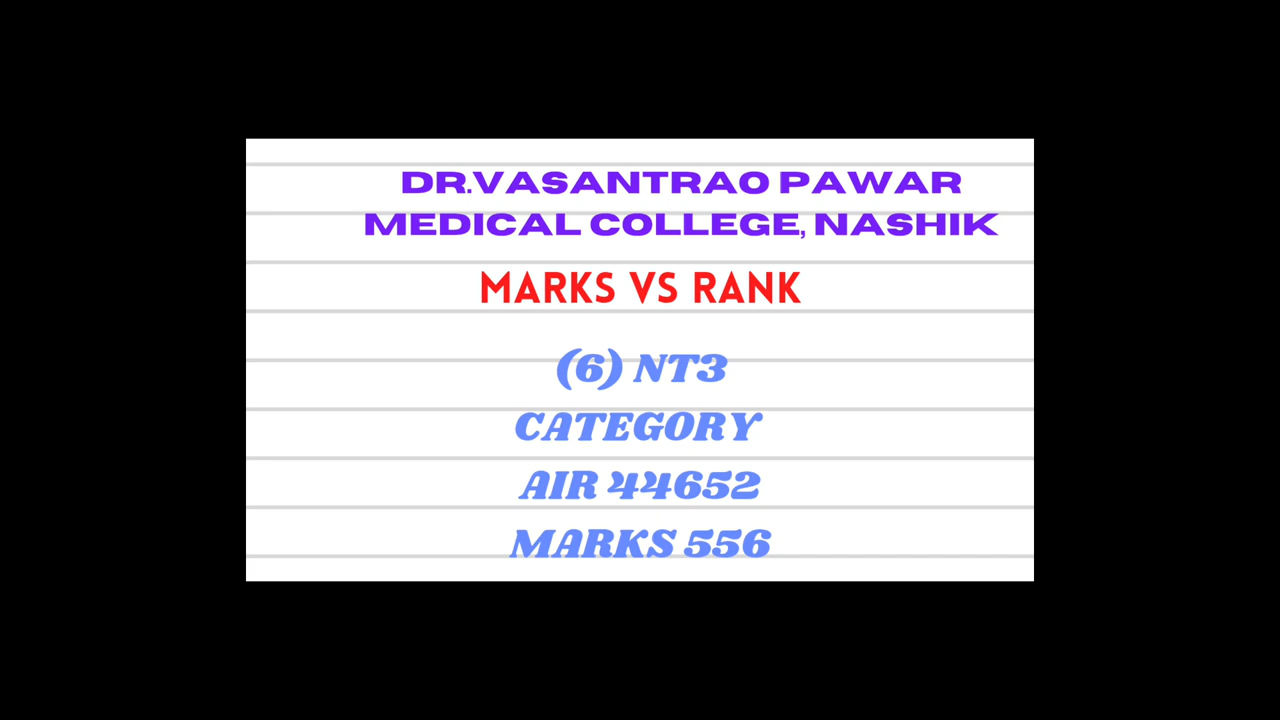 DR.VASANTRAO PAWAR
MEDICAL COLLEGE, NASHIK
MARKS VS RANK
(6) NT3
CATEGORY
AIR 44652
MARKS 556